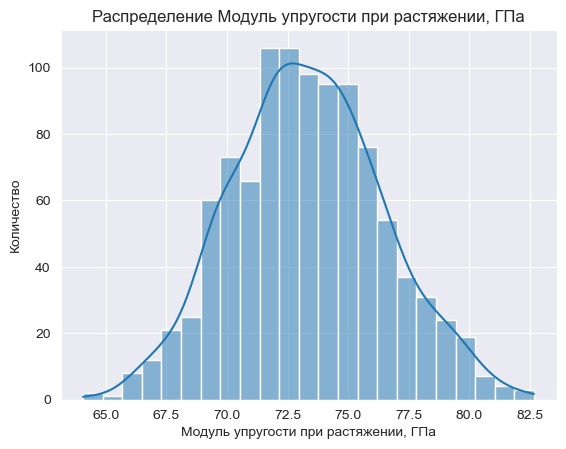 Распределение Модуль упругости при растяжении, ГПа
Количество
100
80
60
40
20
0
65.0 67.5 70.0 72.5 75.0 77.5 80.0 82.5
Модуль упругости при растяжении, ГПа